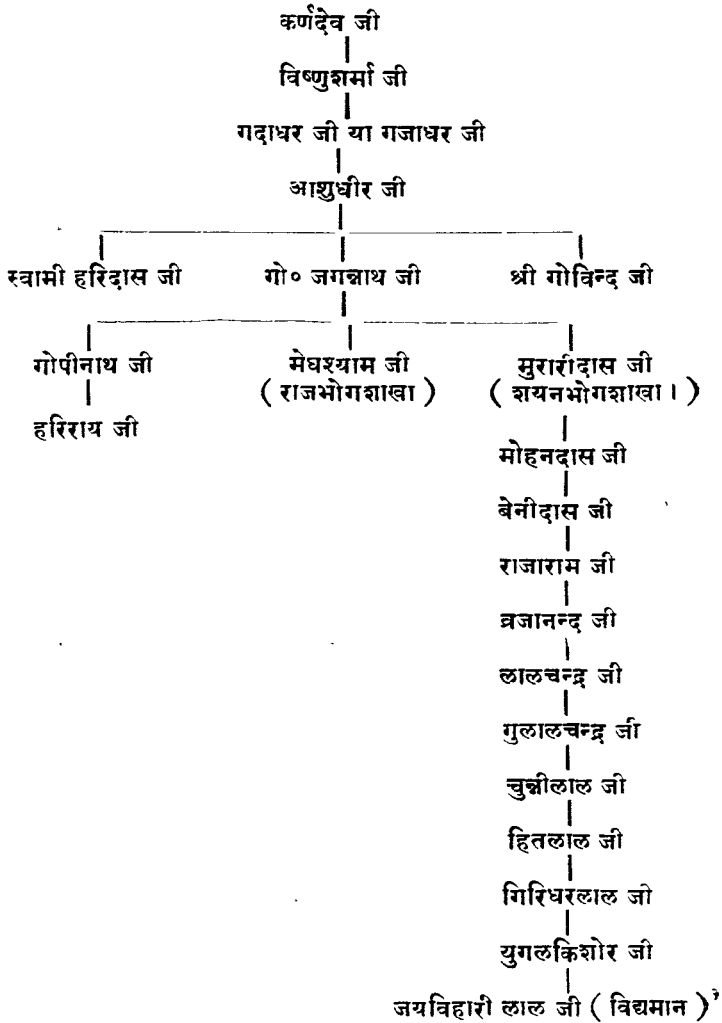 कर्णदेव जी
विष्णुशर्मा जी
गदाधर जी या गजाधर जी
आशुधीर जी
स्वामी हरिदास जी गो० जगन्नाथ जी श्री गोविन्द जी
गोपीनाथ जी मेघश्याम जी मुरारीदास जी
(राजभोगशाखा) (शयनभोगशाखा।)
हरिराय जी
मोहनदास जी
बेनीदास जी
राजाराम जी
व्रजानन्द जी
लालचन्द्र जी
गुलालचन्द्र जी
चुन्नीलाल जी
हितलाल जी
गिरिधरलाल जी
युगलकिशोर जी
जयविहारी लाल जी (विद्यमान)